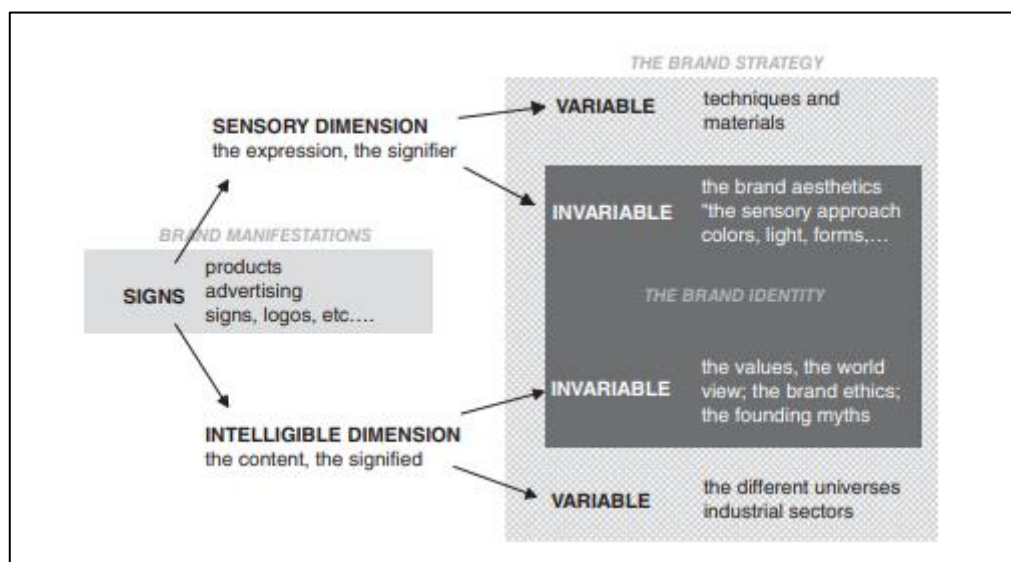 THE BRAND STRATEGY
VARIABLE techniques and
materials
SENSORY DIMENSION
the expression, the signifier
INVARIABLE the brand aesthetics
"the sensory approach
colors, light, forms,...
BRAND MANIFESTATIONS
SIGNS products
advertising
signs, logos, etc....
THE BRAND IDENTITY
INVARIABLE the values, the world
view; the brand ethics;
the founding myths
INTELLIGIBLE DIMENSION
the content, the signified
VARIABLE the different universes
industrial sectors